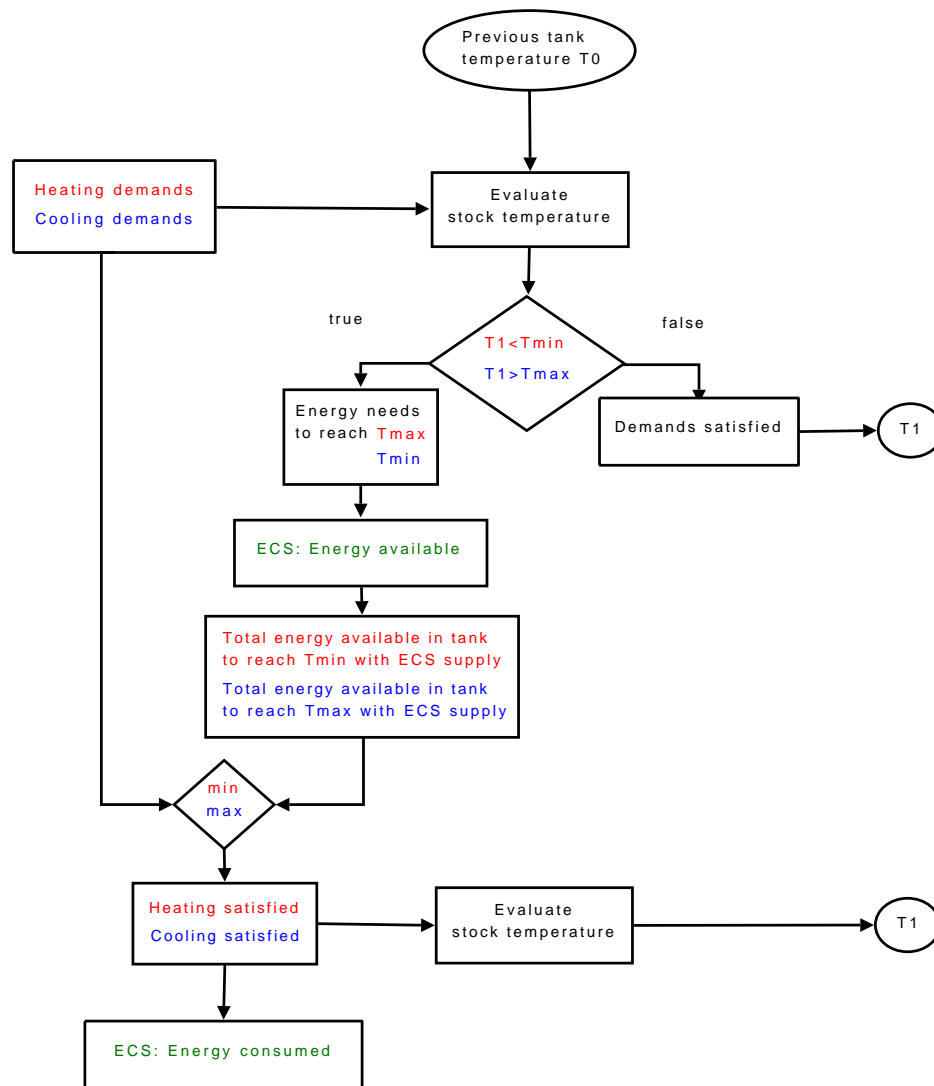 Previous tank
temperature T0
Heating demands
Cooling demands
Evaluate
stock temperature
true
false
T1<Tmin
T1>Tmax
Energy needs
to reach Tmax
Tmin
Demands satisfied
T1
ECS: Energy available
Total energy available in tank
to reach Tmin with ECS supply
Total energy available in tank
to reach Tmax with ECS supply
min
max
Heating satisfied
Cooling satisfied
Evaluate
stock temperature
T1
ECS: Energy consumed